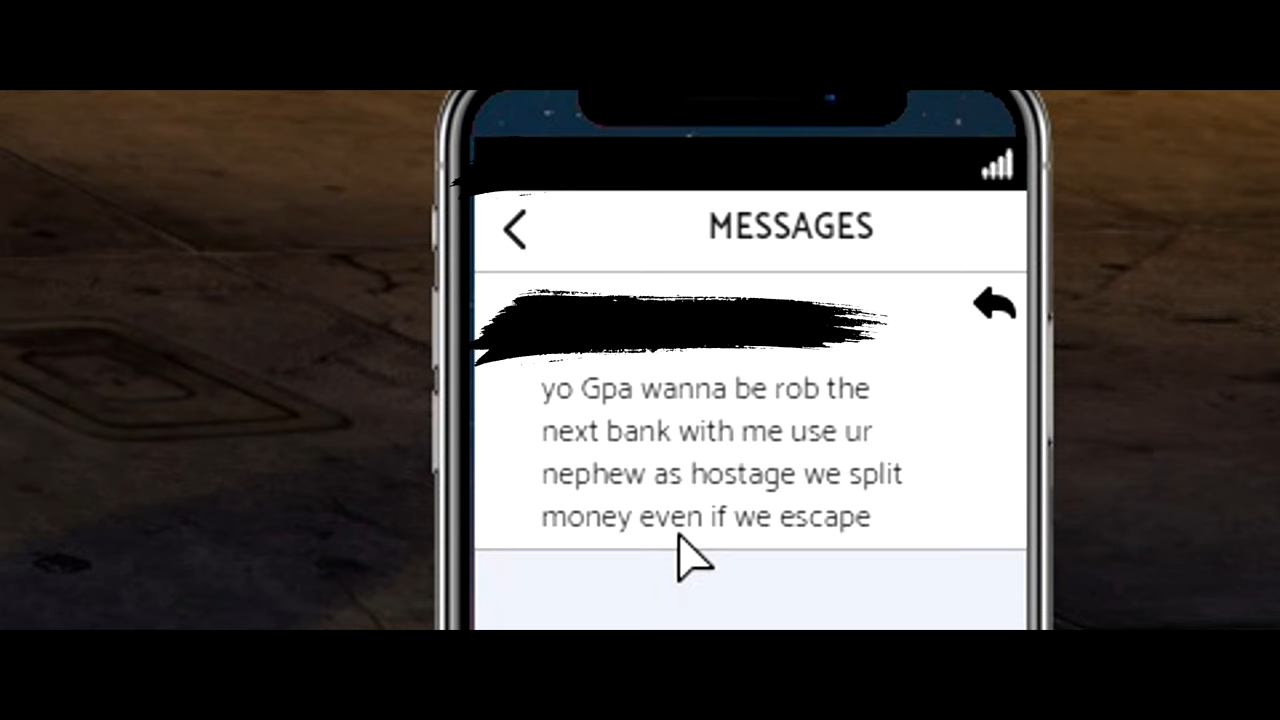 MESSAGES
yo Gpa wanna be rob the
next bank with me use ur
nephew as hostage we split
money even if we escape